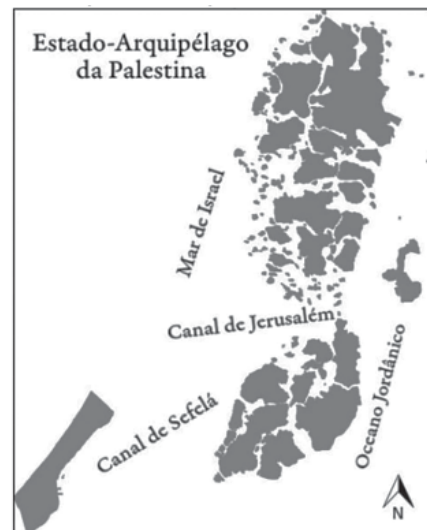 Estado-Arquipélago
da Palestina
Mar de Israel
Canal de Jerusalém
Oceano Jordânico
Canal de Sefelá
N